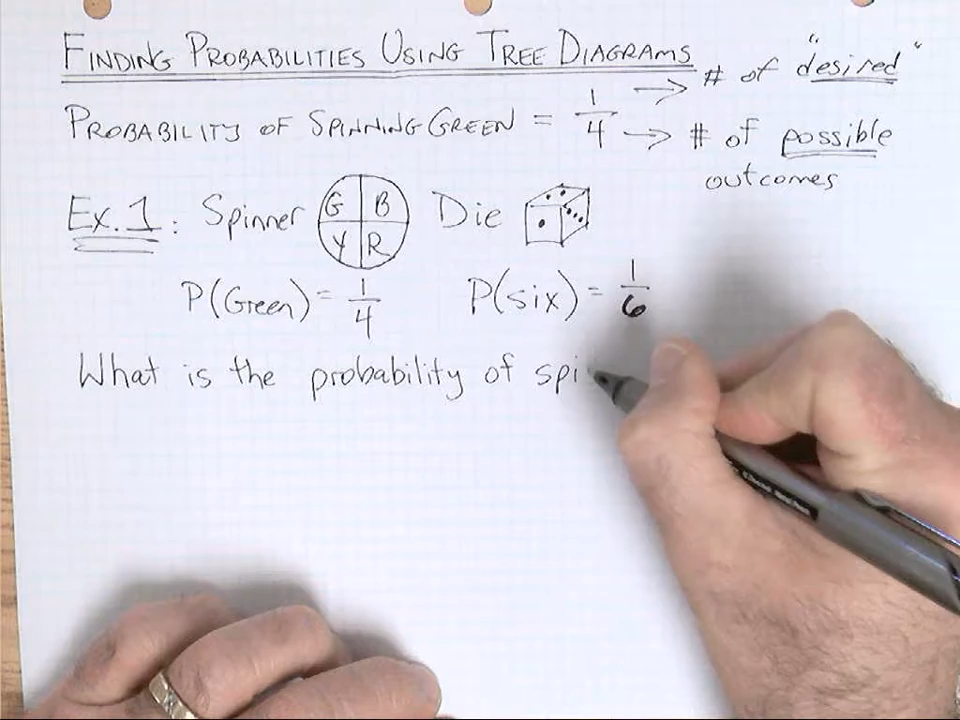 FINDING PROBABILITIES USING TREE DIAGRAMS
PROBABILITY OF SPINNING GREEN = 1/4 → # of "desired"
→ # of possible
outcomes
Ex. 1: Spinner G B Y R Die
P(Green) = 1/4 P(six) = 1/6
What is the probability of spi